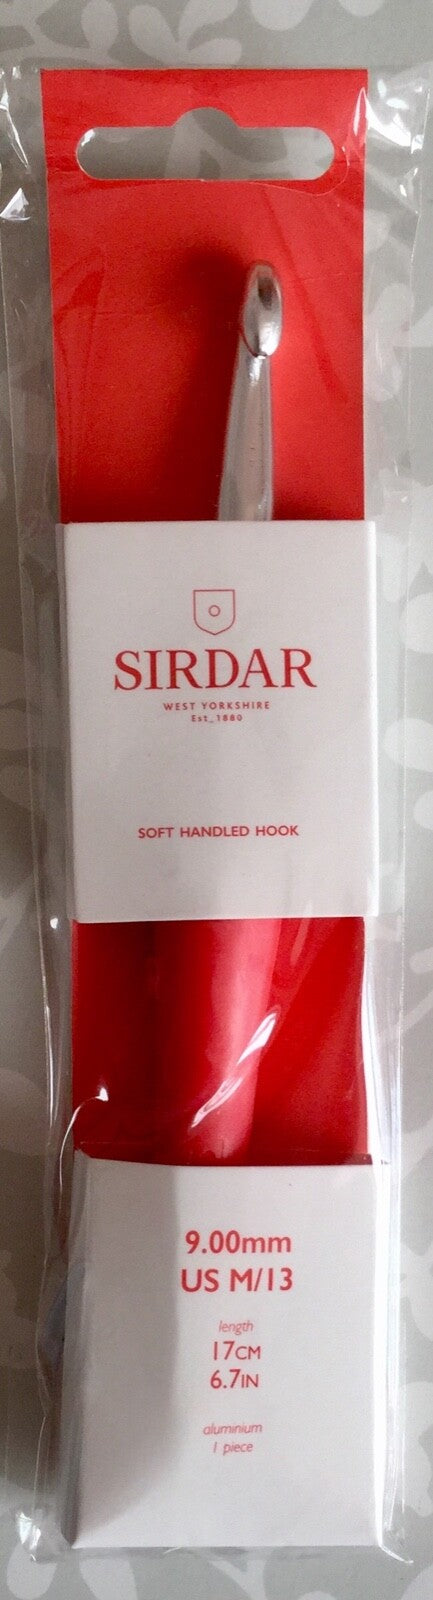 SIRDAR
WEST YORKSHIRE
Est_1880
SOFT HANDLED HOOK
9.00mm
US M/13
length
17CM
6.7IN
aluminium
1 piece